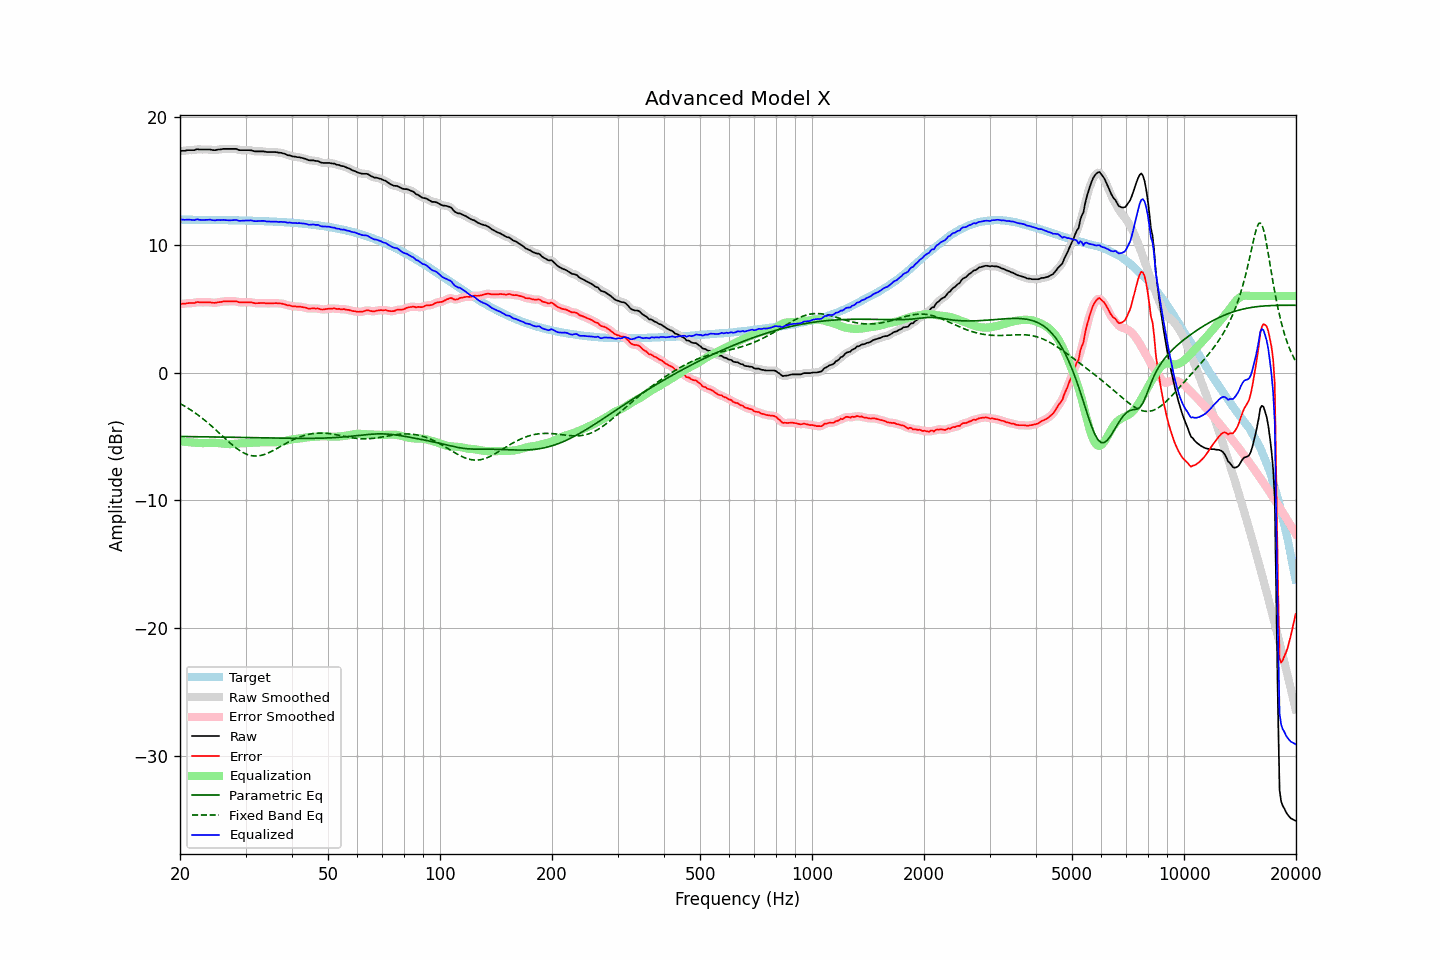 Advanced Model X
20
10
0
−10
−20
−30
Amplitude (dBr)
Target
Raw Smoothed
Error Smoothed
Raw
Error
Equalization
Parametric Eq
Fixed Band Eq
Equalized
20 50 100 200 500 1000 2000 5000 10000 20000
Frequency (Hz)